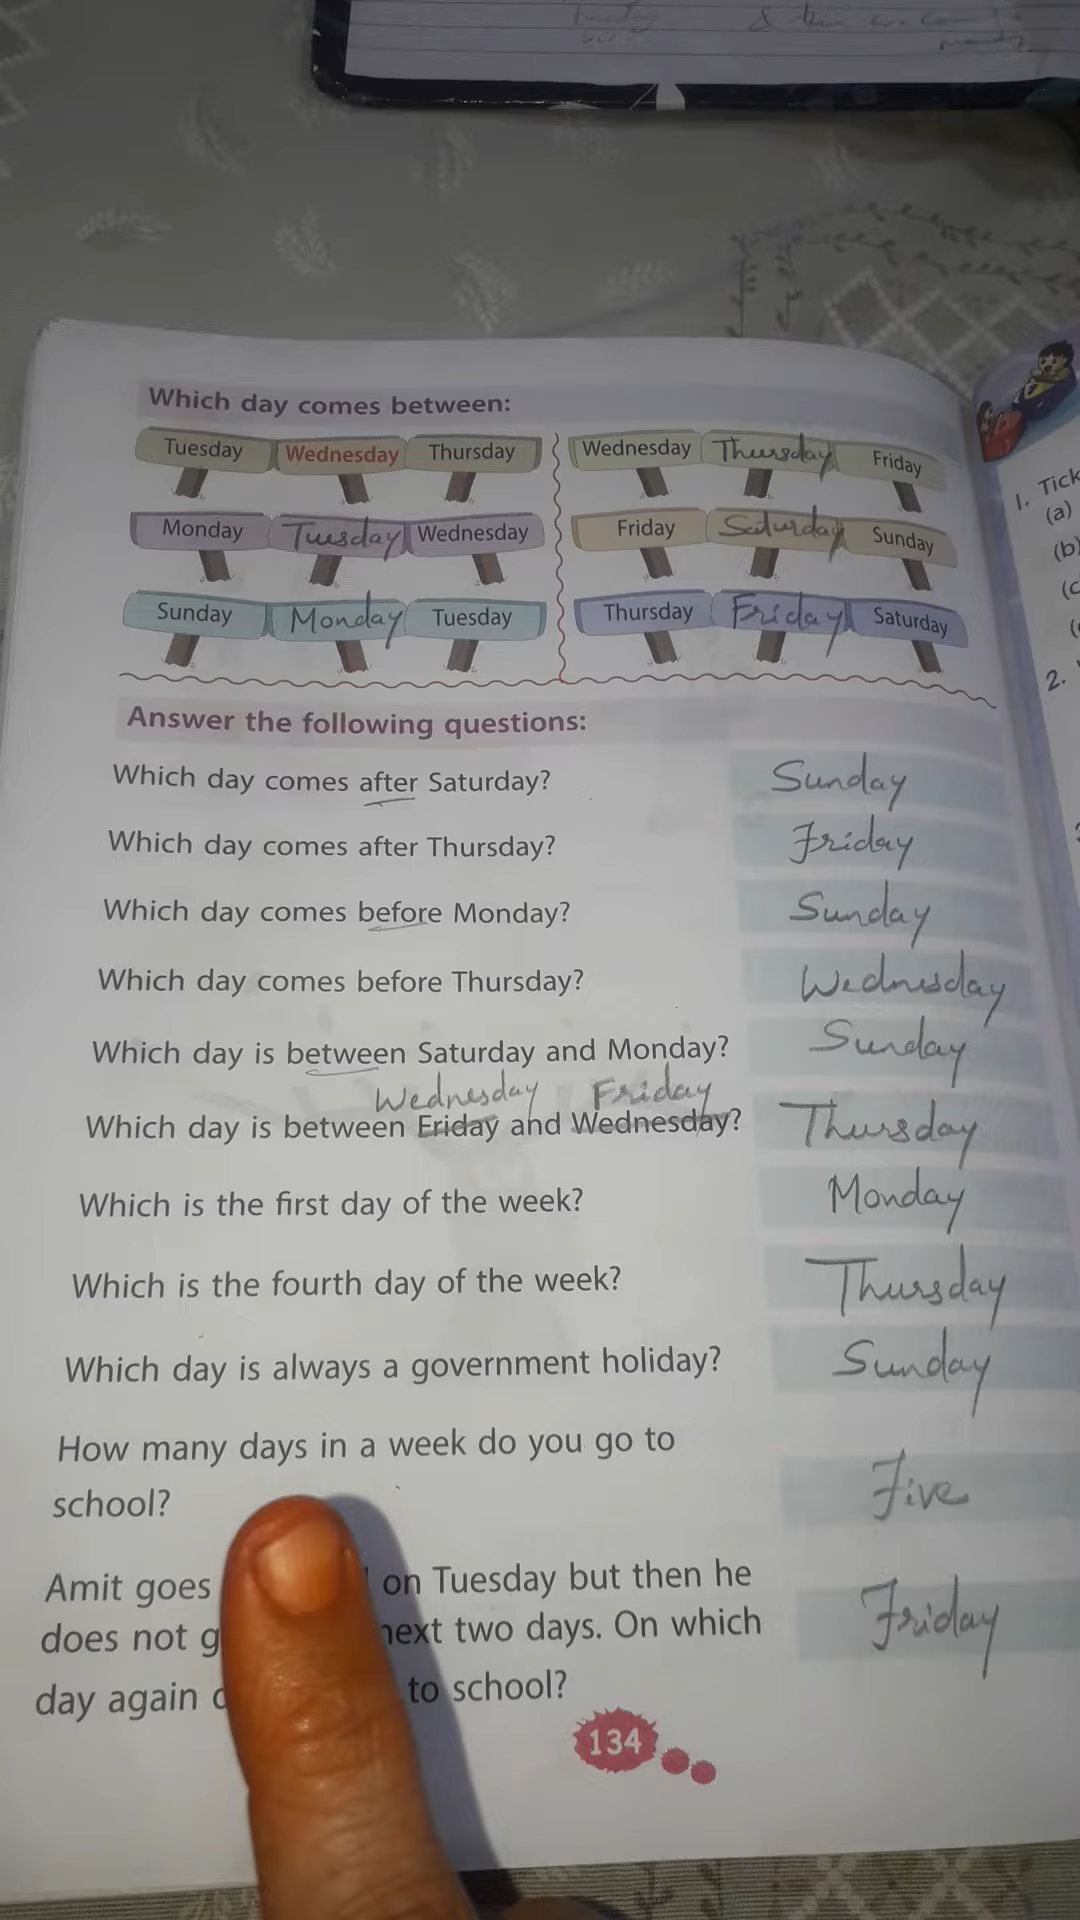 Which day comes between:
Tuesday Wednesday Thursday Wednesday Thursday Friday
Monday Tuesday Wednesday Friday Saturday Sunday
Sunday Monday Tuesday Thursday Friday Saturday
Answer the following questions:
Which day comes after Saturday? Sunday
Which day comes after Thursday? Friday
Which day comes before Monday? Sunday
Which day comes before Thursday? Wednesday
Which day is between Saturday and Monday? Sunday
Wednesday Friday
Which day is between Friday and Wednesday? Thursday
Which is the first day of the week? Monday
Which is the fourth day of the week? Thursday
Which day is always a government holiday? Sunday
How many days in a week do you go to
school? Five
Amit goes on Tuesday but then he
does not next two days. On which
day again to school? Friday
134
1. Tick
(a)
(b)
(c
2.